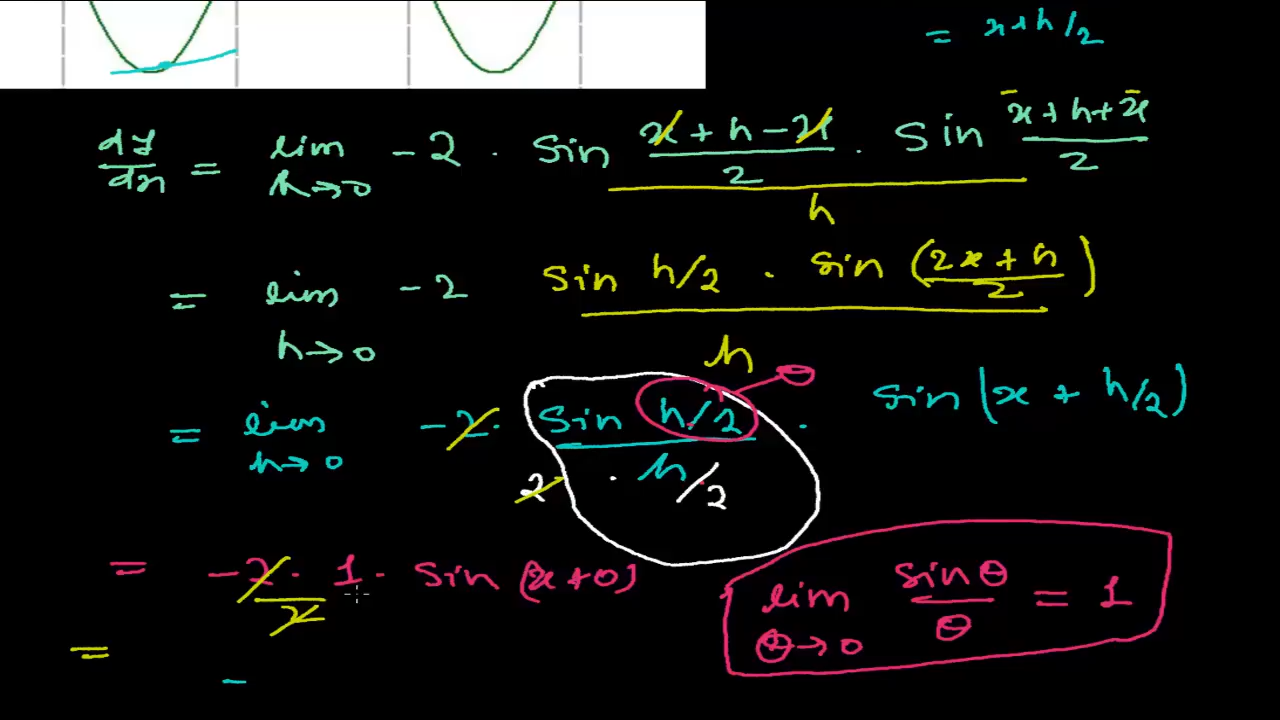 = x + h/2
dy/dx = lim h→0 -2 · sin (x + h - x)/2 · sin (x + h + x)/2 / h
= lim h→0 -2 sin h/2 · sin (2x + h / 2) / h
= lim h→0 -2 · sin h/2 / 2 · h/2 · sin (x + h/2)
θ
= -2/2 · 1 · sin (x + 0)
lim θ→0 sin θ / θ = 1
=
-